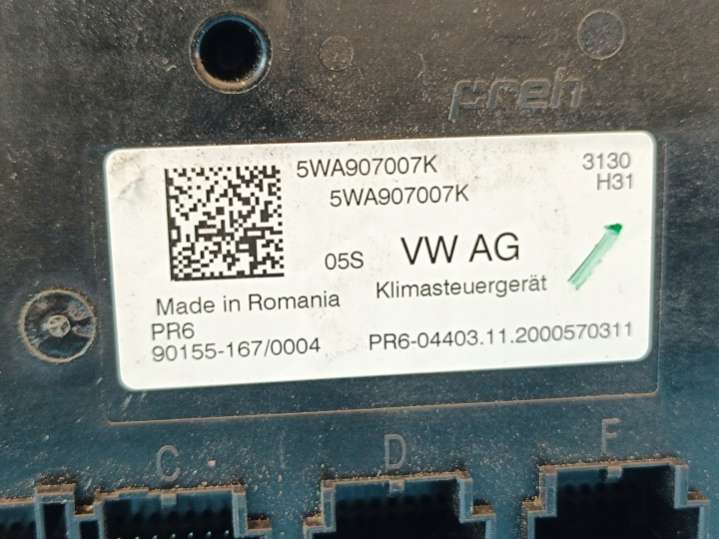 preh
5WA907007K 3130
5WA907007K H31
05S VW AG
Made in Romania Klimasteuergerät
PR6
90155-167/0004 PR6-04403.11.2000570311
C D F